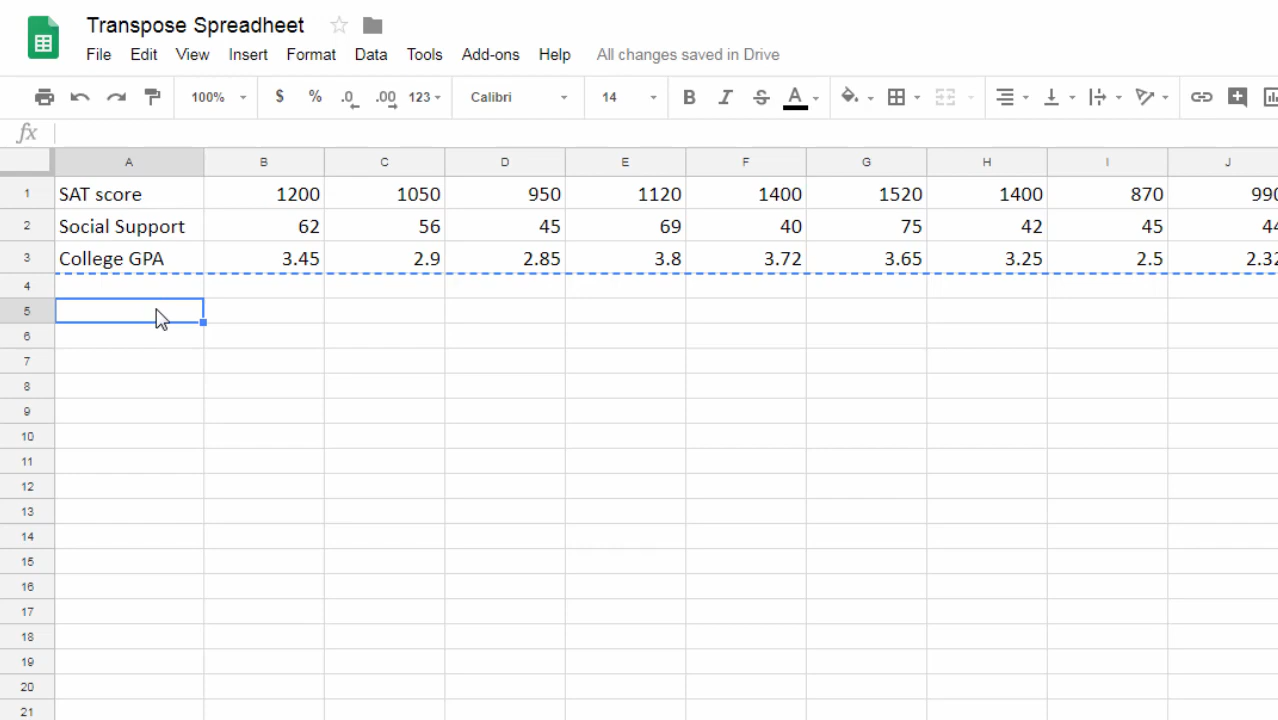 Transpose Spreadheet
File Edit View Insert Format Data Tools Add-ons Help All changes saved in Drive
100% $ % .0 .00 123 Calibri 14 B I S A
fx
A B C D E F G H I J
1 SAT score 1200 1050 950 1120 1400 1520 1400 870 990
2 Social Support 62 56 45 69 40 75 42 45 44
3 College GPA 3.45 2.9 2.85 3.8 3.72 3.65 3.25 2.5 2.32
4
5
6
7
8
9
10
11
12
13
14
15
16
17
18
19
20
21